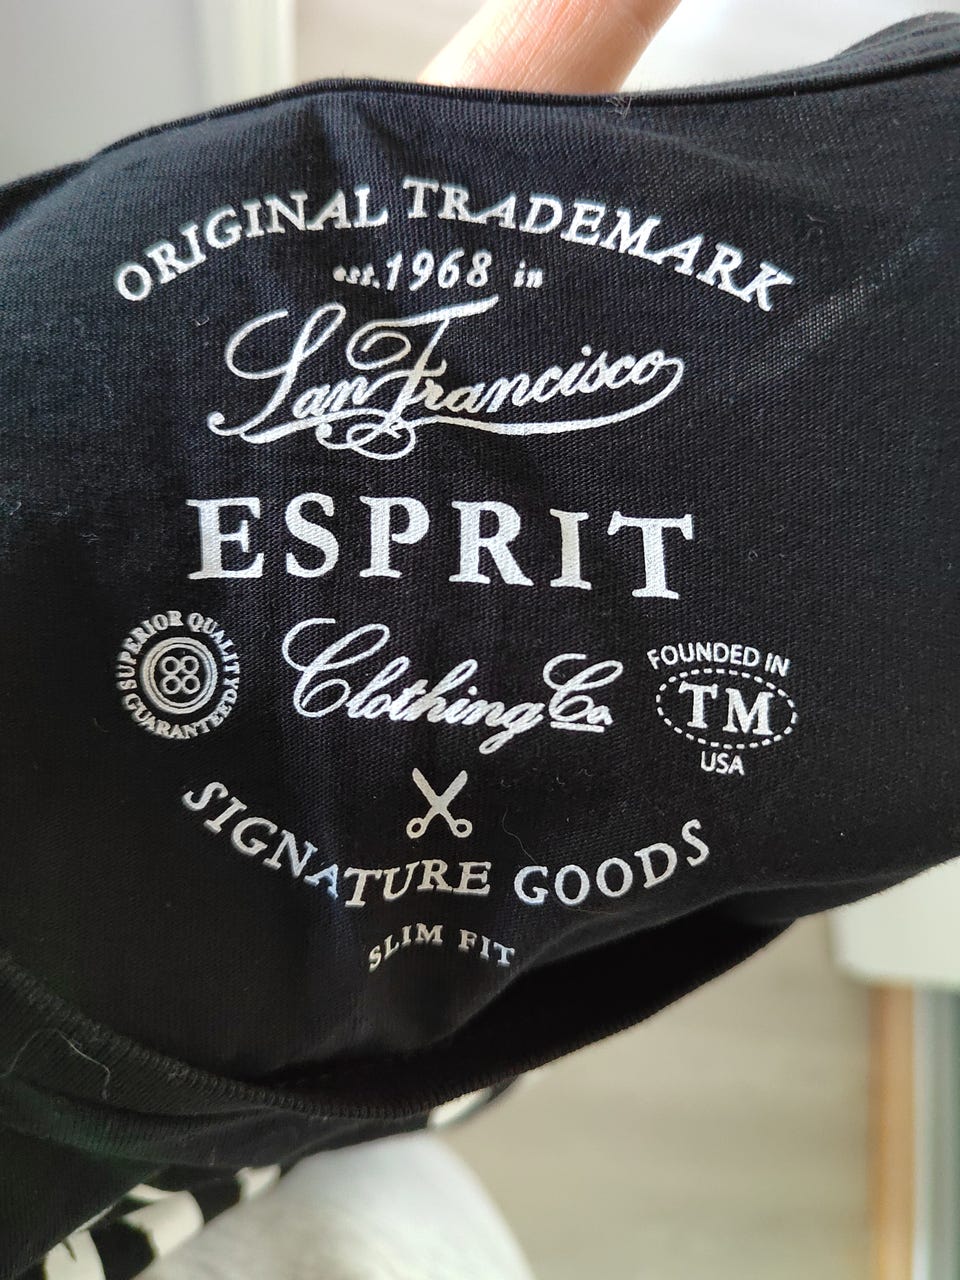 ORIGINAL TRADEMARK
est. 1968 in
San Francisco
ESPRIT
Clothing Co.
SUPERIOR QUALITY
GUARANTEED
FOUNDED IN
TM
USA
SIGNATURE GOODS
SLIM FIT